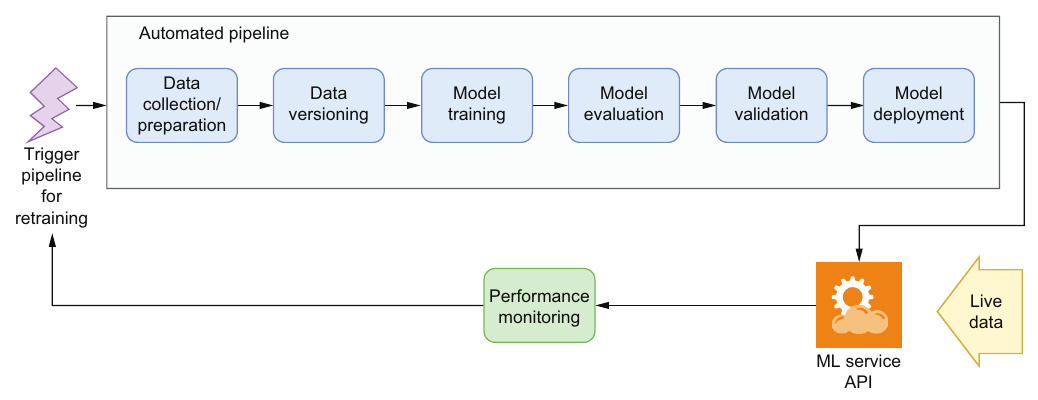 Automated pipeline
Data
collection/
preparation
Data
versioning
Model
training
Model
evaluation
Model
validation
Model
deployment
Trigger
pipeline
for
retraining
Performance
monitoring
ML service
API
Live
data